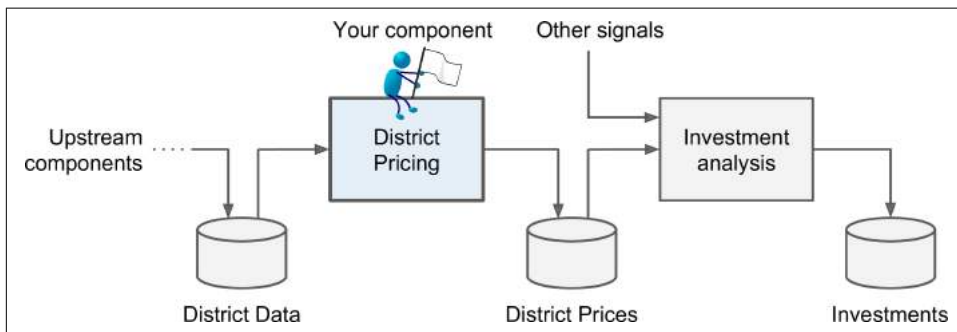 Your component
Other signals
Upstream
components
District
Pricing
Investment
analysis
District Data
District Prices
Investments